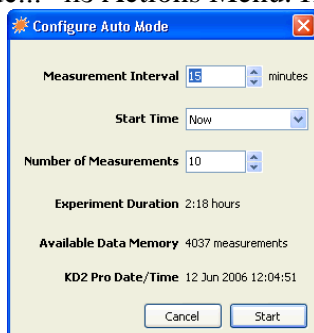 Actions Menu.
Configure Auto Mode
Measurement Interval 15 minutes
Start Time Now
Number of Measurements 10
Experiment Duration 2:18 hours
Available Data Memory 4037 measurements
KD2 Pro Date/Time 12 Jun 2006 12:04:51
Cancel Start